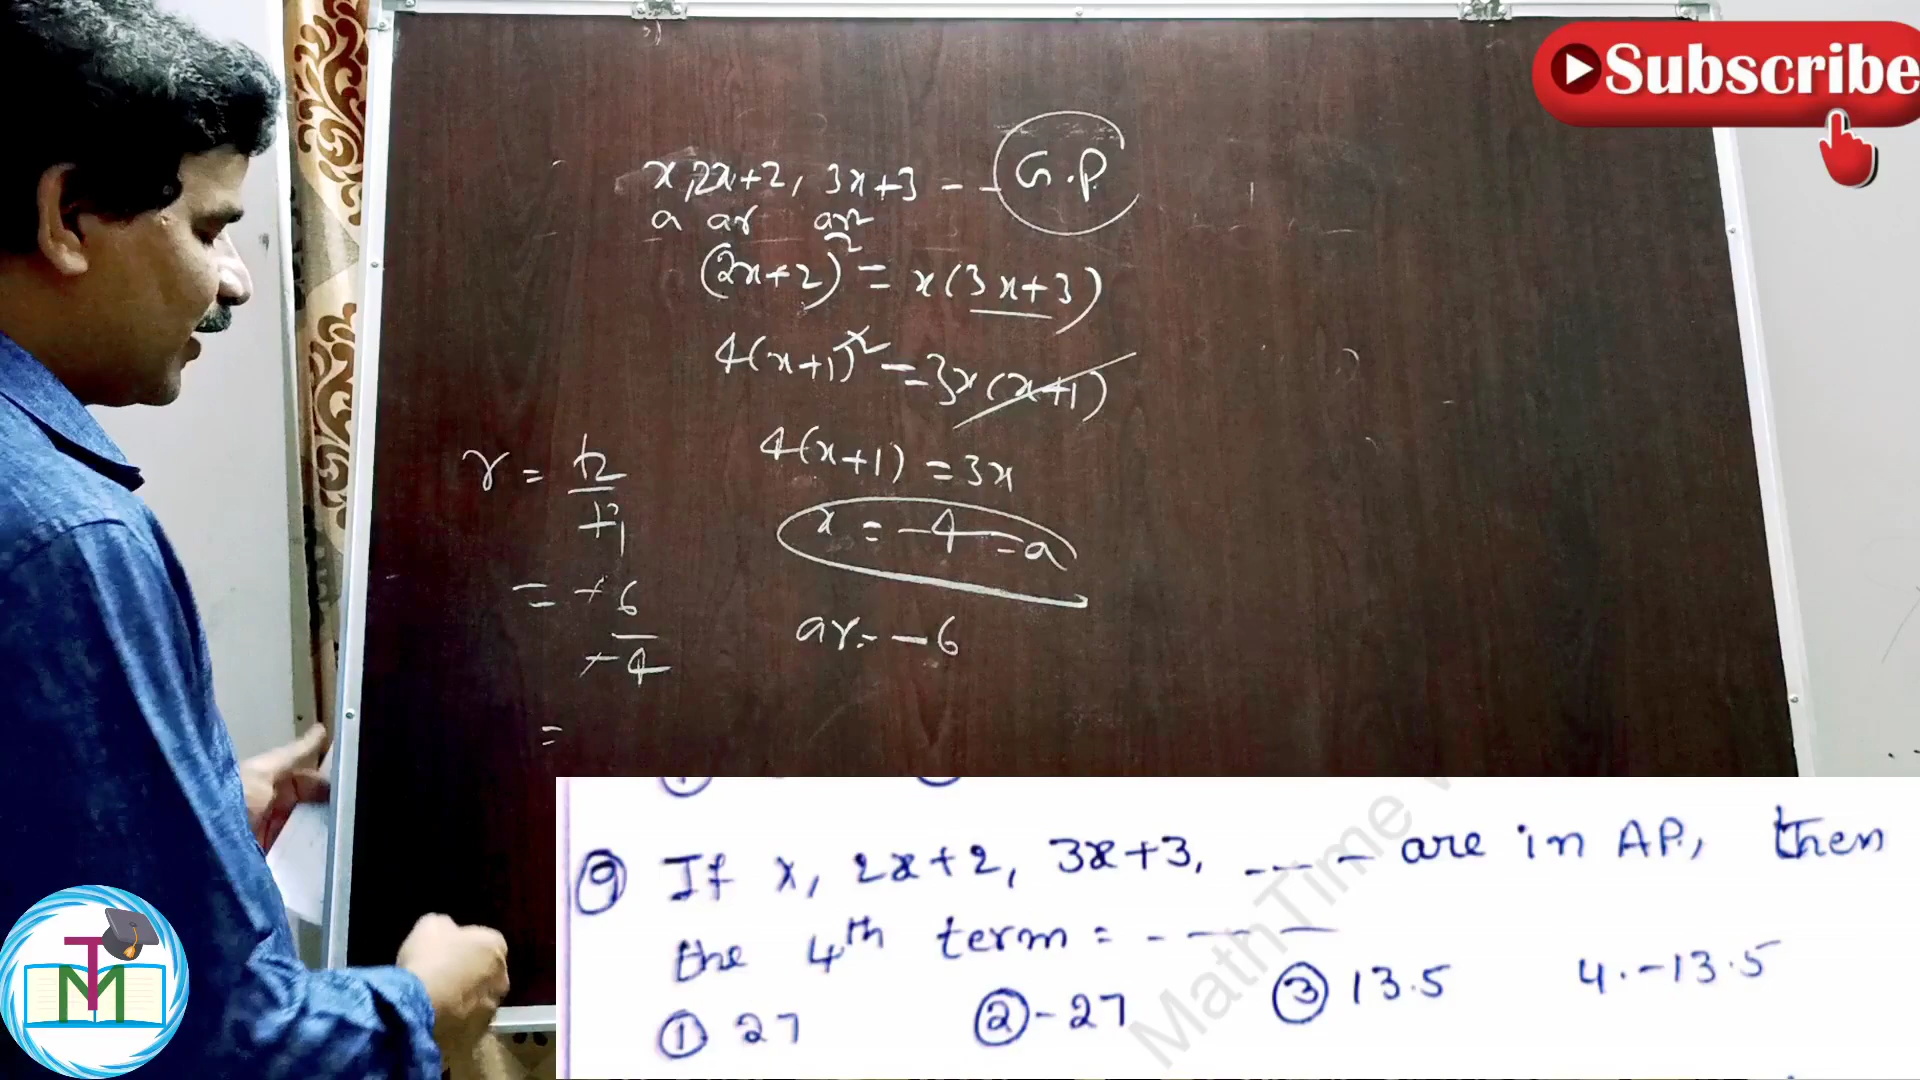 Subscribe
x, 2x+2, 3x+3 - - G.P.
a ar ar²
(2x+2)² = x(3x+3)
4(x+1)² = 3x(x+1)
4(x+1) = 3x
x = -4 = a
ar = -6
r = t2
t1
= -6
-4
=
9 If x, 2x+2, 3x+3, ---- are in AP, then
the 4th term = - — —
1 27 2 -27 3 13.5 4. -13.5
MathTime
TM